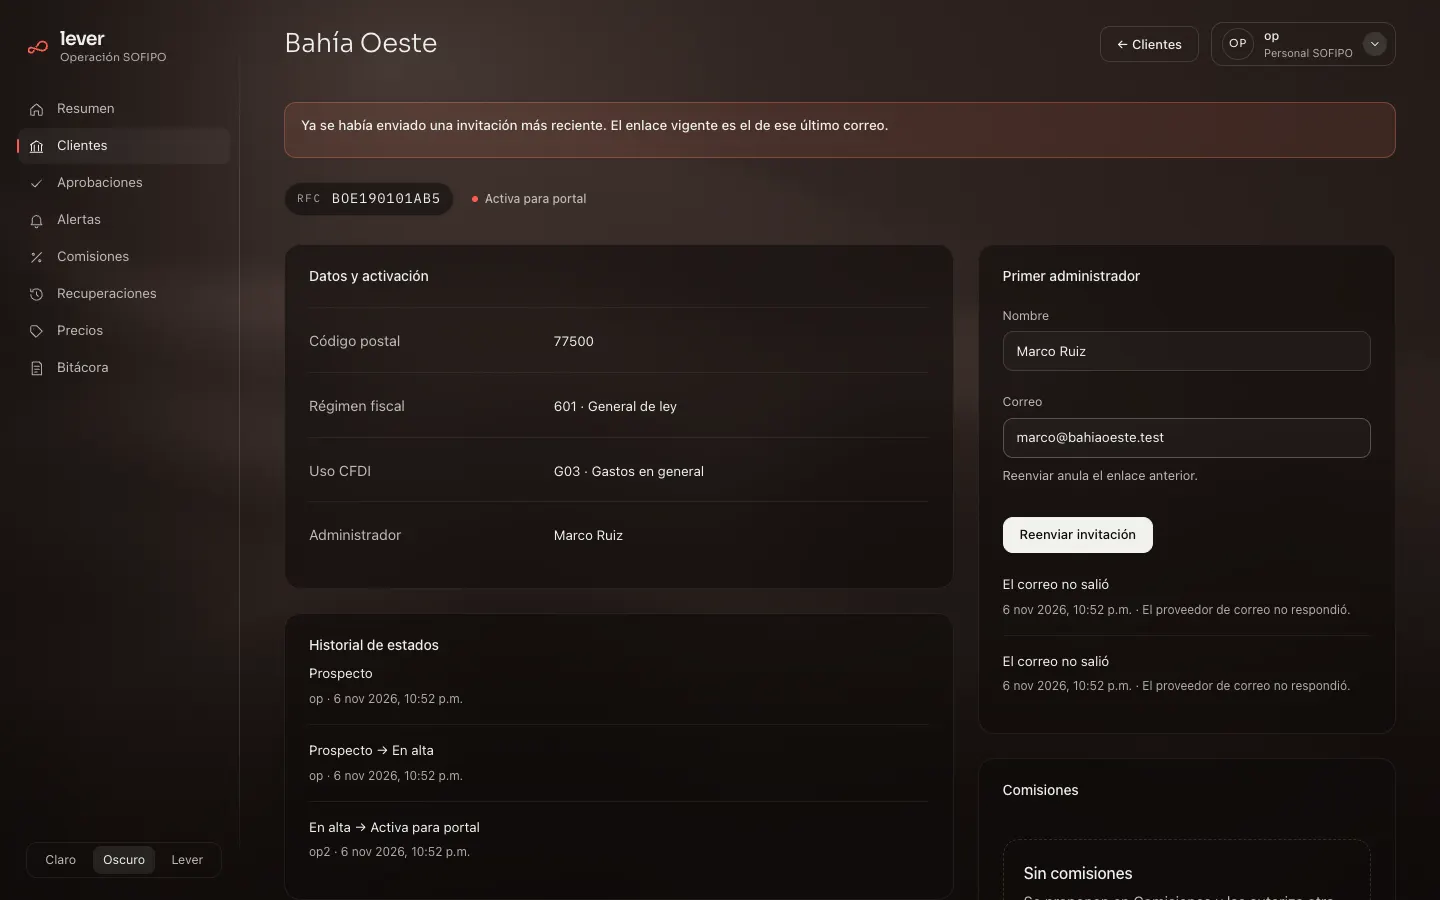 lever
Operación SOFIPO
Resumen
Clientes
Aprobaciones
Alertas
Comisiones
Recuperaciones
Precios
Bitácora
Claro
Oscuro
Lever
Bahía Oeste
← Clientes
OP
op
Personal SOFIPO
Ya se había enviado una invitación más reciente. El enlace vigente es el de ese último correo.
RFC BOE190101AB5
Activa para portal
Datos y activación
Código postal 77500
Régimen fiscal 601 · General de ley
Uso CFDI G03 · Gastos en general
Administrador Marco Ruiz
Historial de estados
Prospecto
op · 6 nov 2026, 10:52 p.m.
Prospecto → En alta
op · 6 nov 2026, 10:52 p.m.
En alta → Activa para portal
op2 · 6 nov 2026, 10:52 p.m.
Primer administrador
Nombre
Marco Ruiz
Correo
marco@bahiaoeste.test
Reenviar anula el enlace anterior.
Reenviar invitación
El correo no salió
6 nov 2026, 10:52 p.m. · El proveedor de correo no respondió.
El correo no salió
6 nov 2026, 10:52 p.m. · El proveedor de correo no respondió.
Comisiones
Sin comisiones